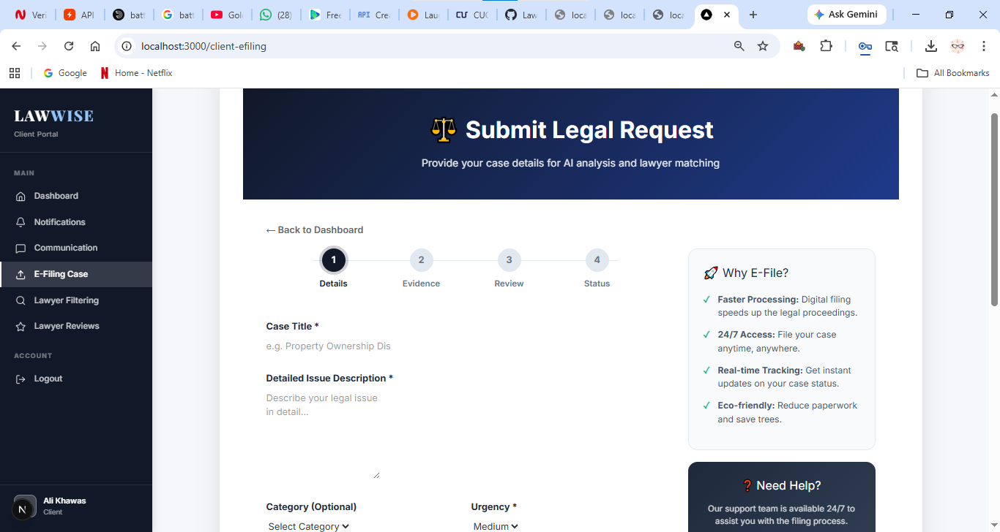 Veri
API
batt
batt
Gol
(28)
Free
API Crea
Lau
CUC
Law
loca
loca
loca
Ask Gemini
localhost:3000/client-efiling
Google
Home - Netflix
All Bookmarks
LAWWISE
Client Portal
MAIN
Dashboard
Notifications
Communication
E-Filing Case
Lawyer Filtering
Lawyer Reviews
ACCOUNT
Logout
N
Ali Khawas
Client
Submit Legal Request
Provide your case details for AI analysis and lawyer matching
← Back to Dashboard
1 2 3 4
Details Evidence Review Status
Case Title *
e.g. Property Ownership Dis
Detailed Issue Description *
Describe your legal issue
in detail...
Category (Optional) Urgency *
Select Category Medium
Why E-File?
✓ Faster Processing: Digital filing
speeds up the legal proceedings.
✓ 24/7 Access: File your case
anytime, anywhere.
✓ Real-time Tracking: Get instant
updates on your case status.
✓ Eco-friendly: Reduce paperwork
and save trees.
❓ Need Help?
Our support team is available 24/7 to
assist you with the filing process.